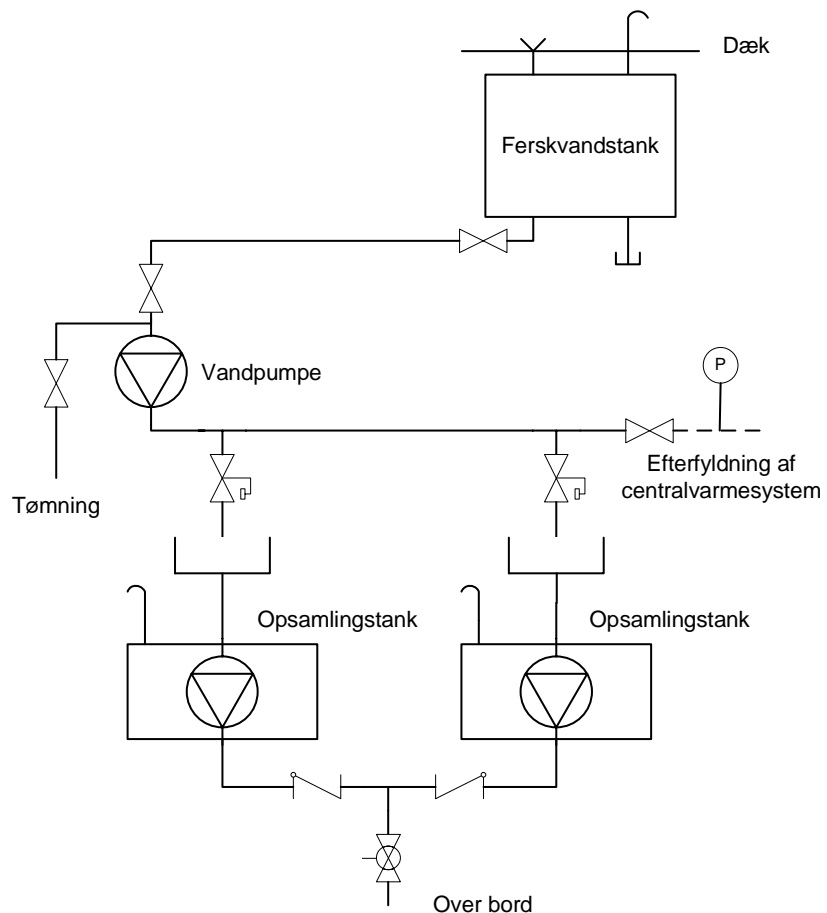 Dæk
Ferskvandstank
P
Vandpumpe
Efterfyldning af
centralvarmesystem
Tømning
Opsamlingstank
Opsamlingstank
Over bord